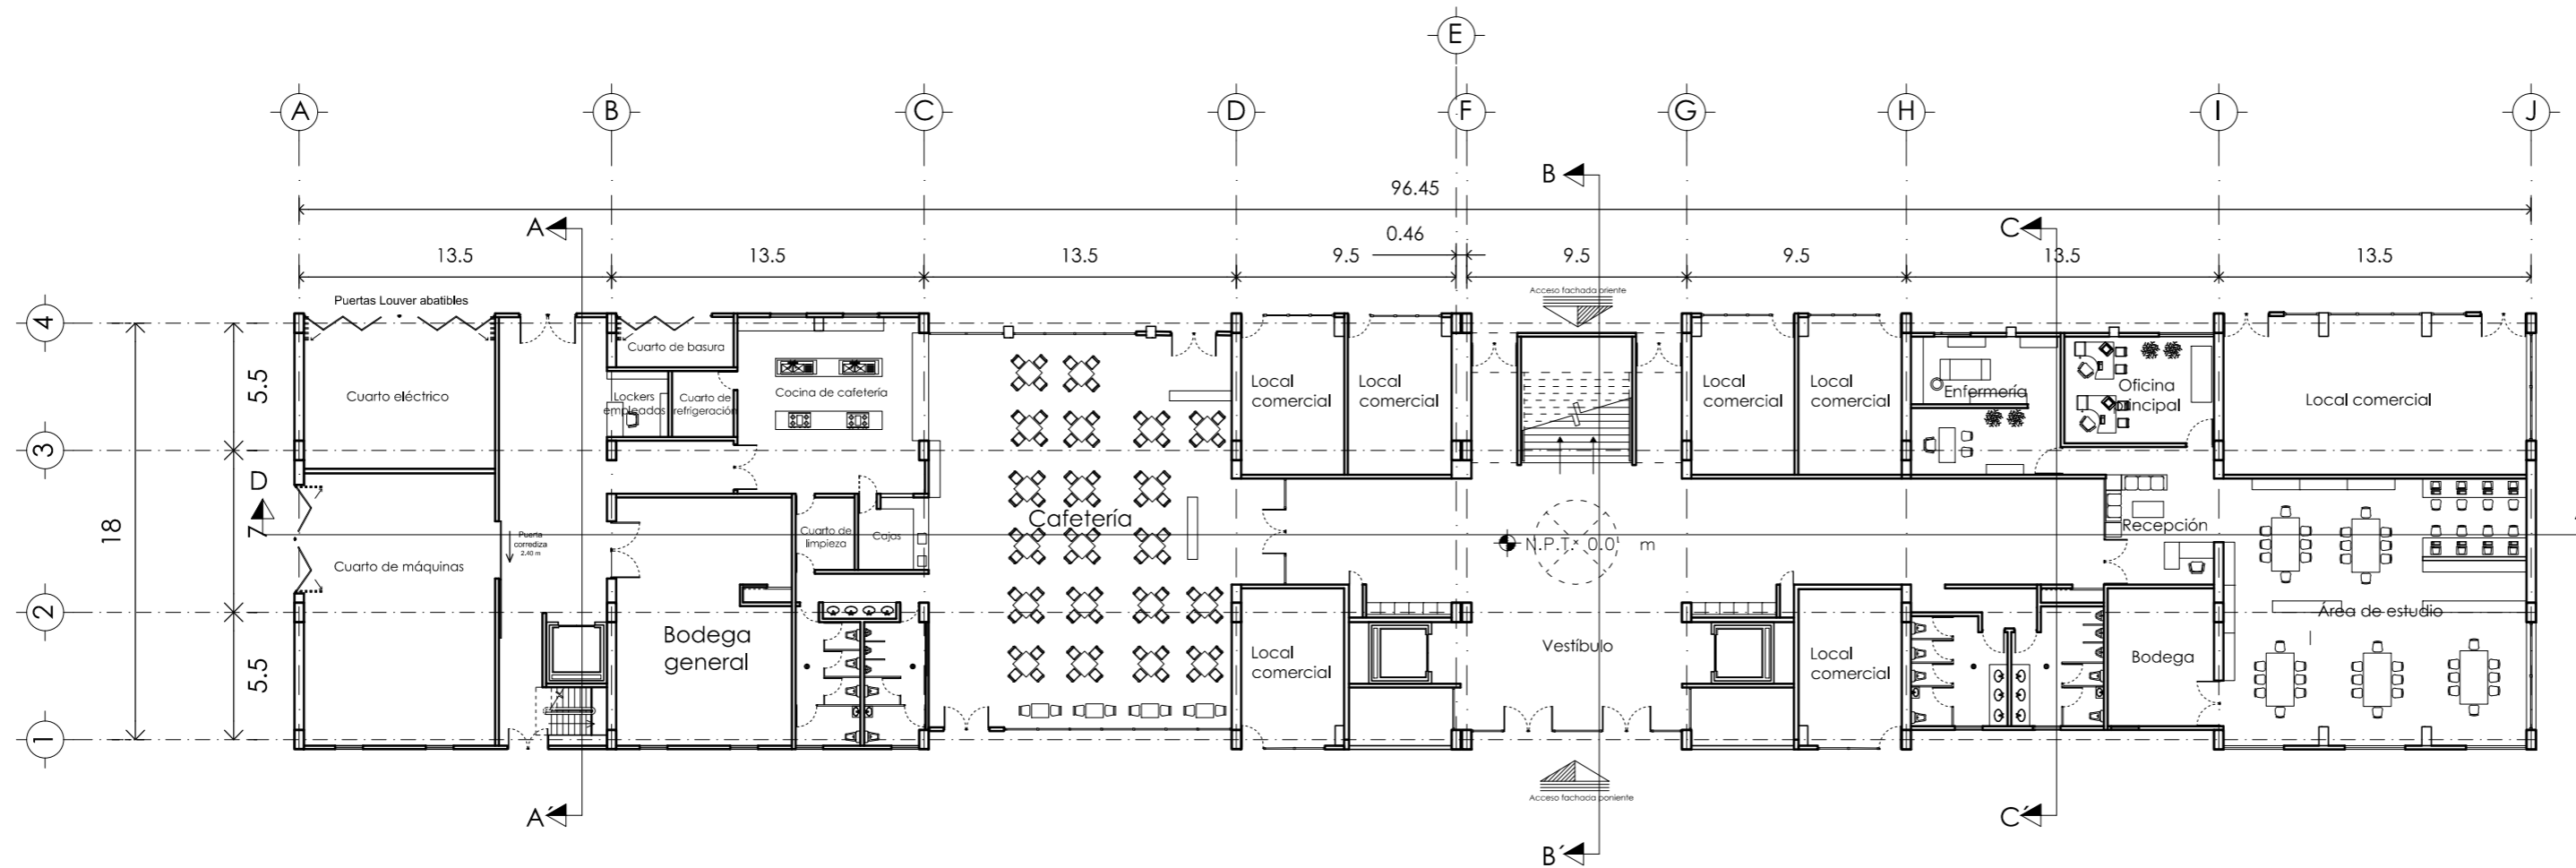 E
A
B
C
D
F
G
H
I
J
B
96.45
A
C
0.46
13.5
13.5
13.5
9.5
9.5
9.5
13.5
13.5
Puertas Louver abatibles
Acceso fachada oriente
4
Cuarto de basura
5.5
Cuarto eléctrico
Lockers
empleados
Cuarto de
refrigeración
Cocina de cafetería
Local
comercial
Local
comercial
Local
comercial
Local
comercial
Enfermería
Oficina
principal
Local comercial
3
D
18
7
Puerta
corrediza
2.40 m
Cuarto de
limpieza
Cajas
Cafetería
N.P.T. 0.0 m
Recepción
Cuarto de máquinas
2
Área de estudio
Bodega
general
Vestíbulo
Local
comercial
Local
comercial
Bodega
5.5
1
Acceso fachada poniente
A´
C´
B´